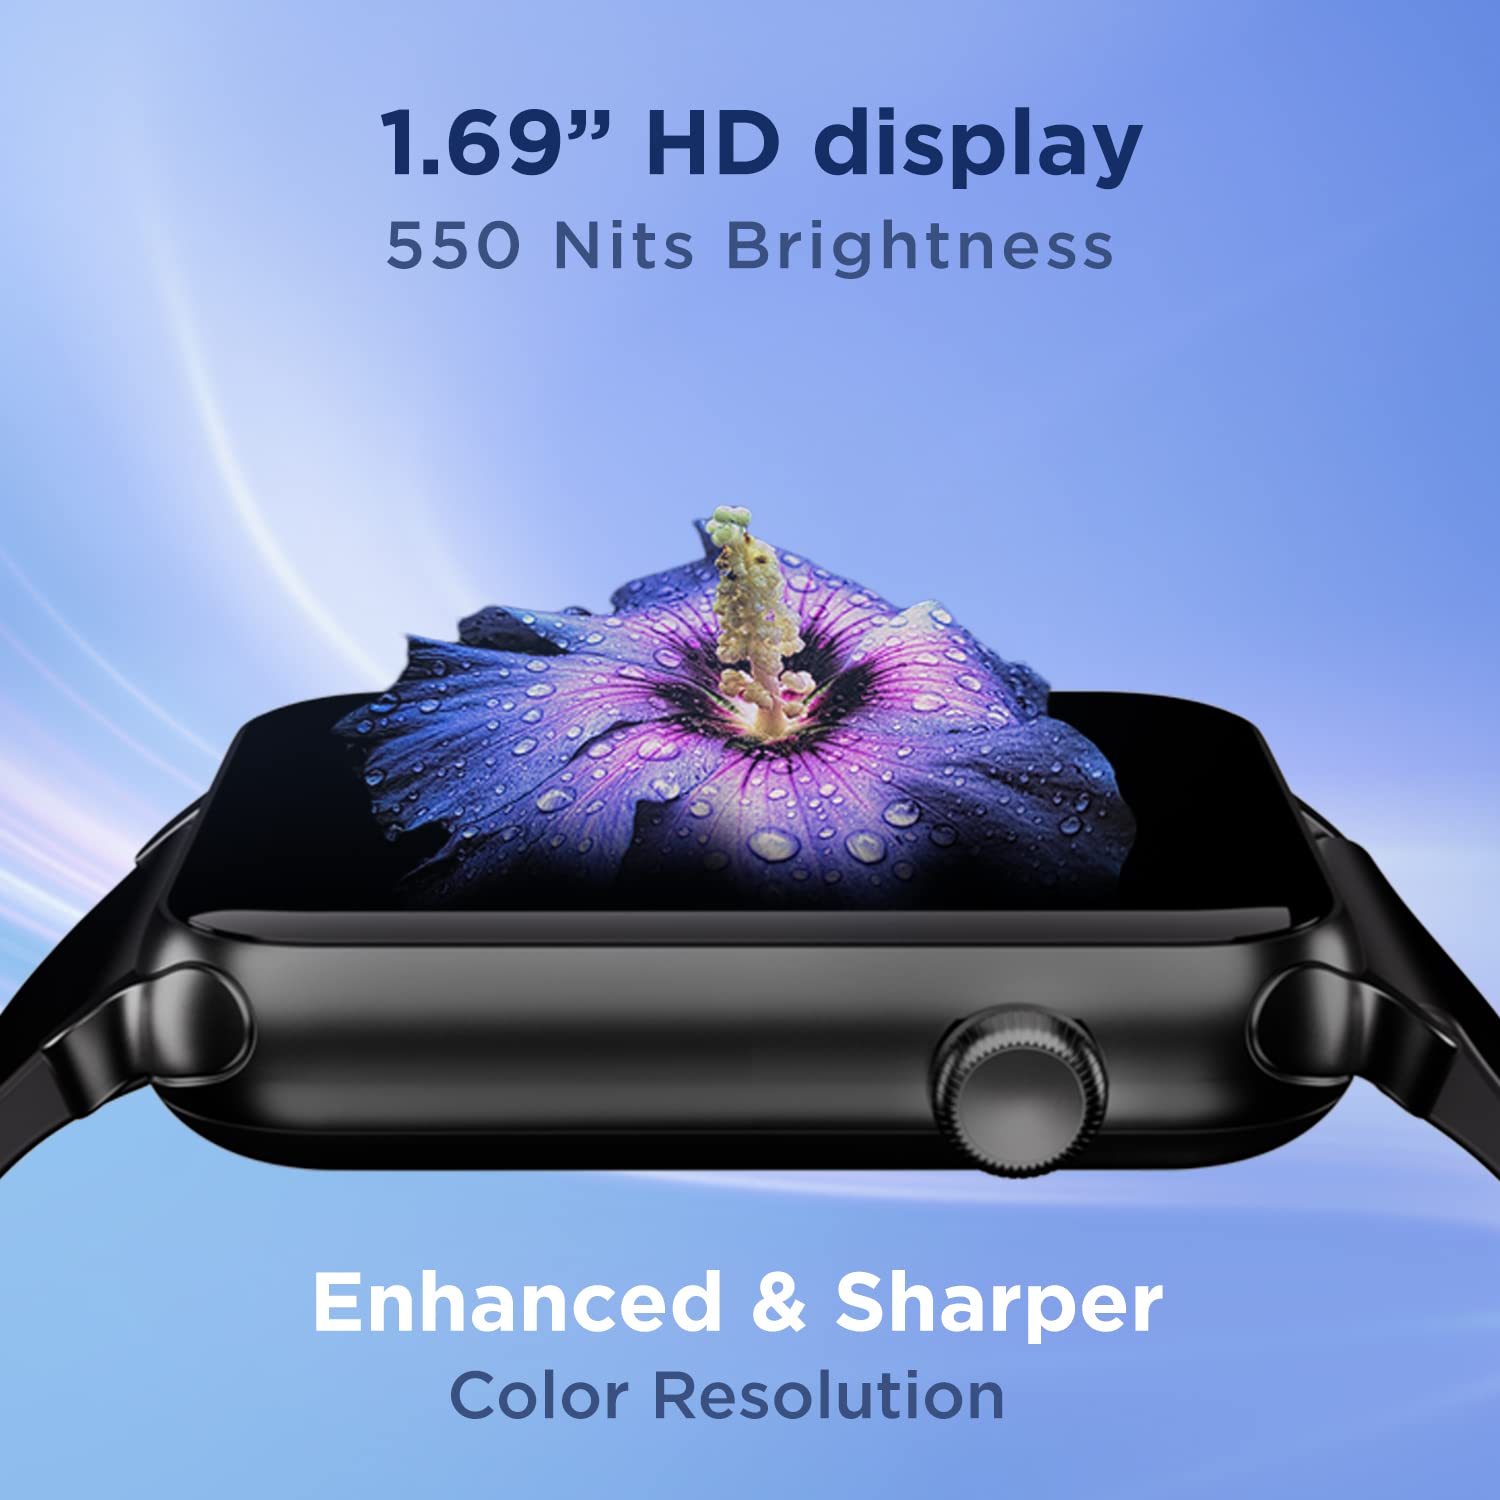 1.69” HD display
550 Nits Brightness
Enhanced & Sharper
Color Resolution